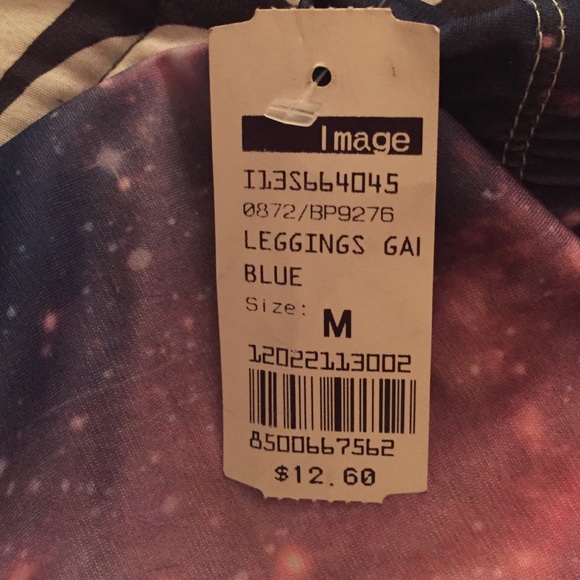 Image
I13S664045
0872/BP9276
LEGGINGS GAI
BLUE
Size: M
12022113002
8500667562
$12.60